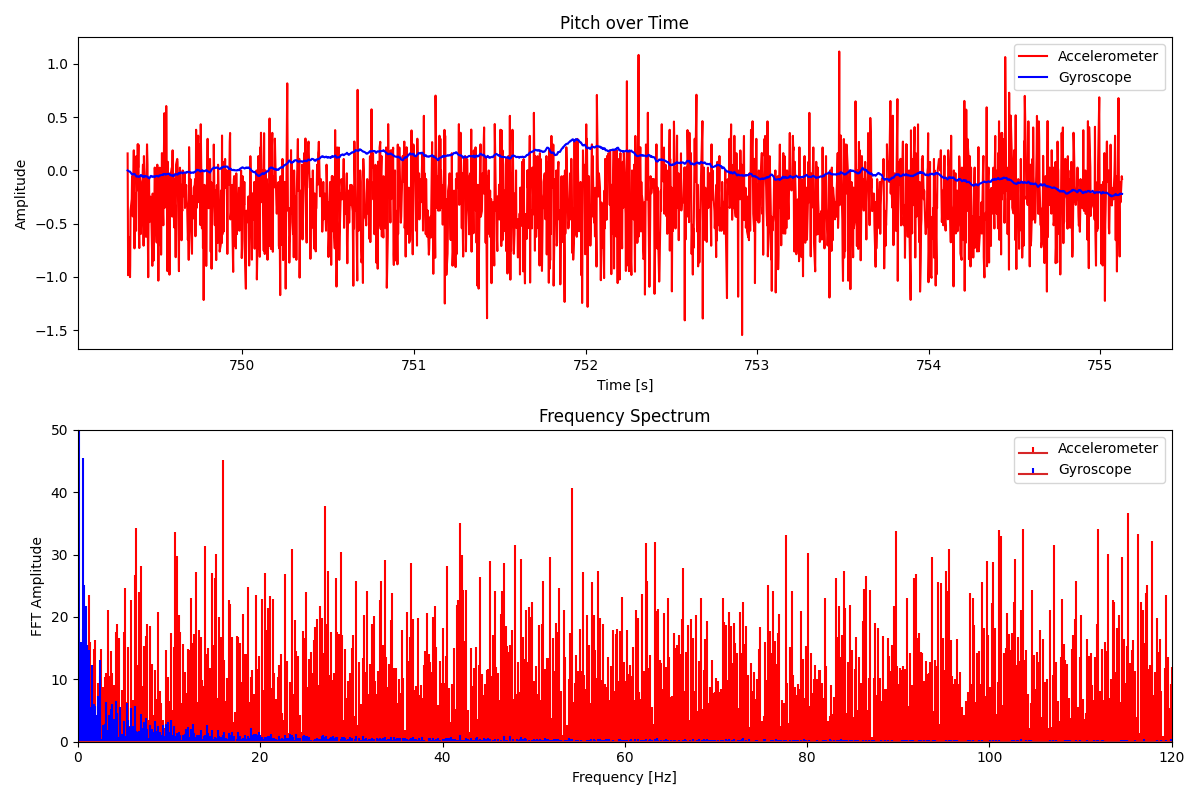 Pitch over Time
Accelerometer
Gyroscope
Amplitude
1.0
0.5
0.0
−0.5
−1.0
−1.5
750 751 752 753 754 755
Time [s]
Frequency Spectrum
Accelerometer
Gyroscope
FFT Amplitude
50
40
30
20
10
0
0 20 40 60 80 100 120
Frequency [Hz]